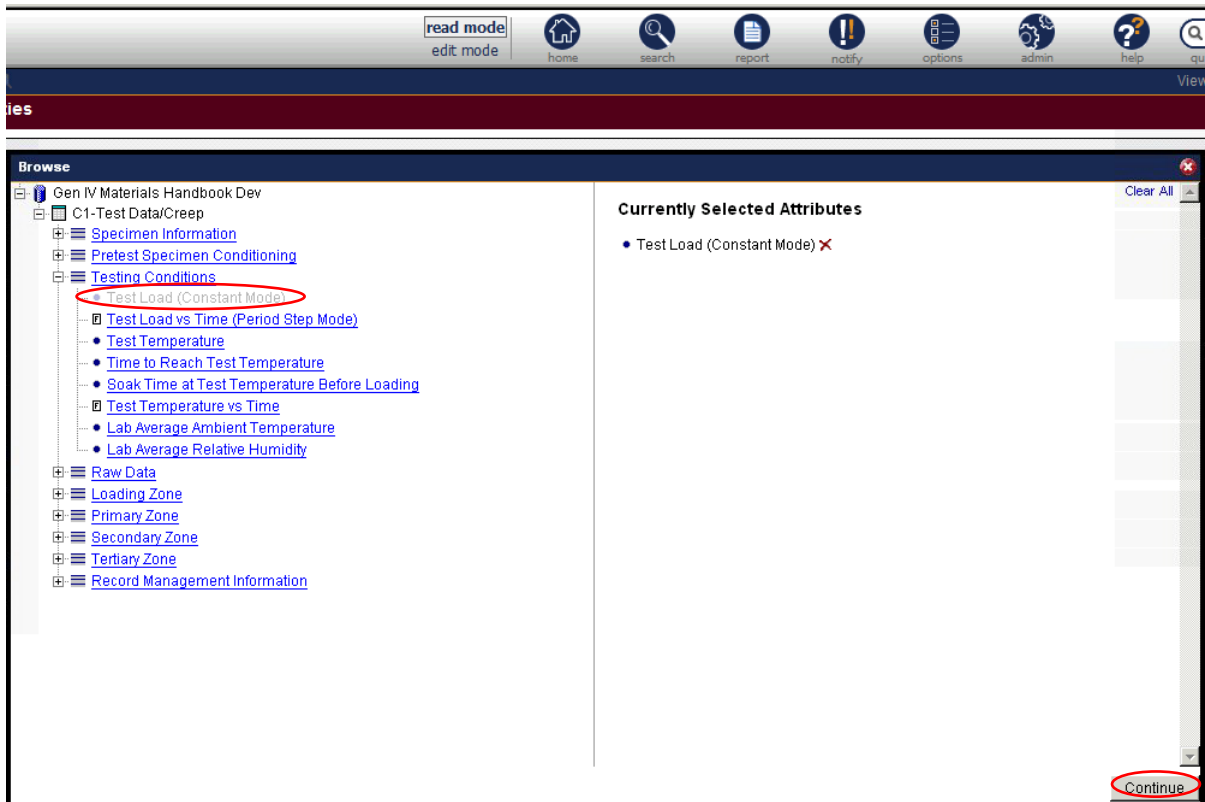 read mode
edit mode
home
search
report
notify
options
admin
help
qu
View
ties
Browse
Gen IV Materials Handbook Dev
C1-Test Data/Creep
Specimen Information
Pretest Specimen Conditioning
Testing Conditions
Test Load (Constant Mode)
F Test Load vs Time (Period Step Mode)
Test Temperature
Time to Reach Test Temperature
Soak Time at Test Temperature Before Loading
F Test Temperature vs Time
Lab Average Ambient Temperature
Lab Average Relative Humidity
Raw Data
Loading Zone
Primary Zone
Secondary Zone
Tertiary Zone
Record Management Information
Currently Selected Attributes
Test Load (Constant Mode)
Clear All
Continue